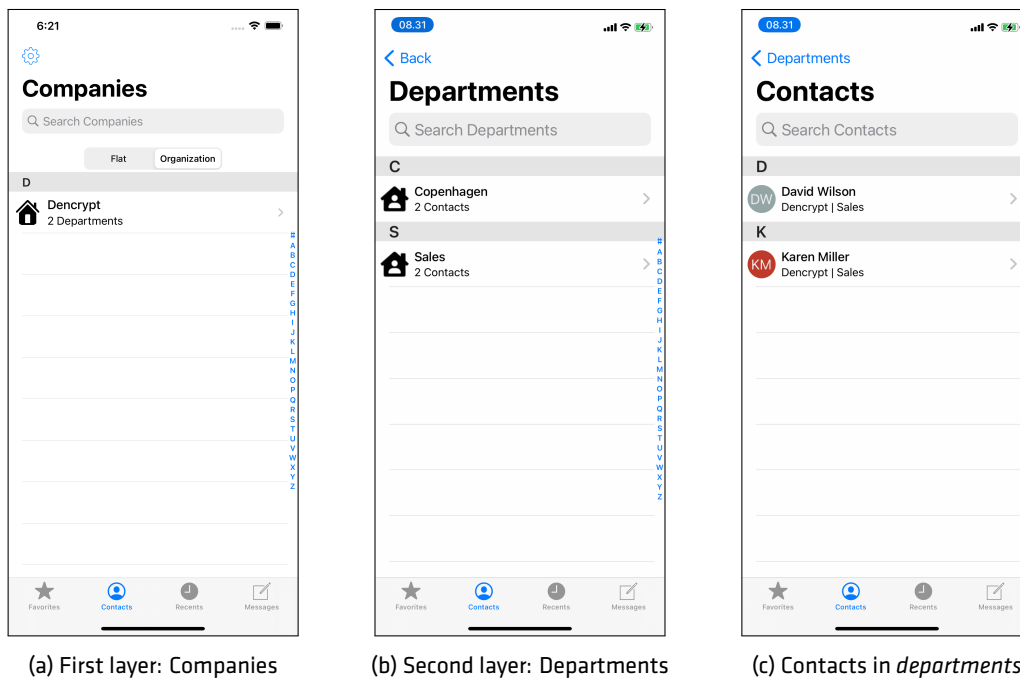 6:21
Companies
Search Companies
Flat Organization
D
Dencrypt
2 Departments
#
A
B
C
D
E
F
G
H
I
J
K
L
M
N
O
P
Q
R
S
T
U
V
W
X
Y
Z
Favorites Contacts Recents Messages
(a) First layer: Companies
08.31
Back
Departments
Search Departments
C
Copenhagen
2 Contacts
S
Sales
2 Contacts
#
A
B
C
D
E
F
G
H
I
J
K
L
M
N
O
P
Q
R
S
T
U
V
W
X
Y
Z
Favorites Contacts Recents Messages
(b) Second layer: Departments
08.31
Departments
Contacts
Search Contacts
D
DW David Wilson
Dencrypt | Sales
K
KM Karen Miller
Dencrypt | Sales
Favorites Contacts Recents Messages
(c) Contacts in departments